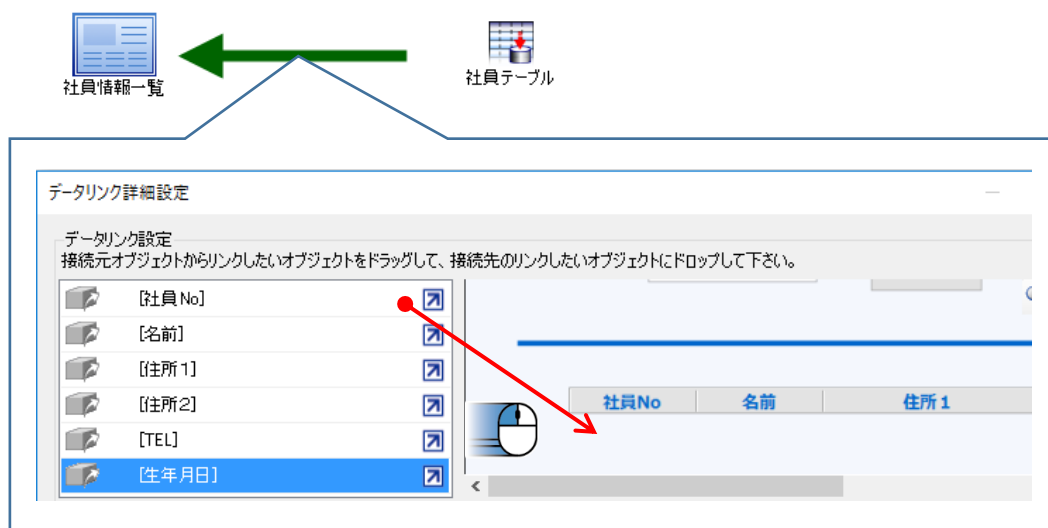 社員情報一覧
社員テーブル
データリンク詳細設定
データリンク設定
接続元オブジェクトからリンクしたいオブジェクトをドラッグして、接続先のリンクしたいオブジェクトにドロップして下さい。
[社員No]
[名前]
[住所1]
[住所2]
[TEL]
[生年月日]
社員No 名前 住所1